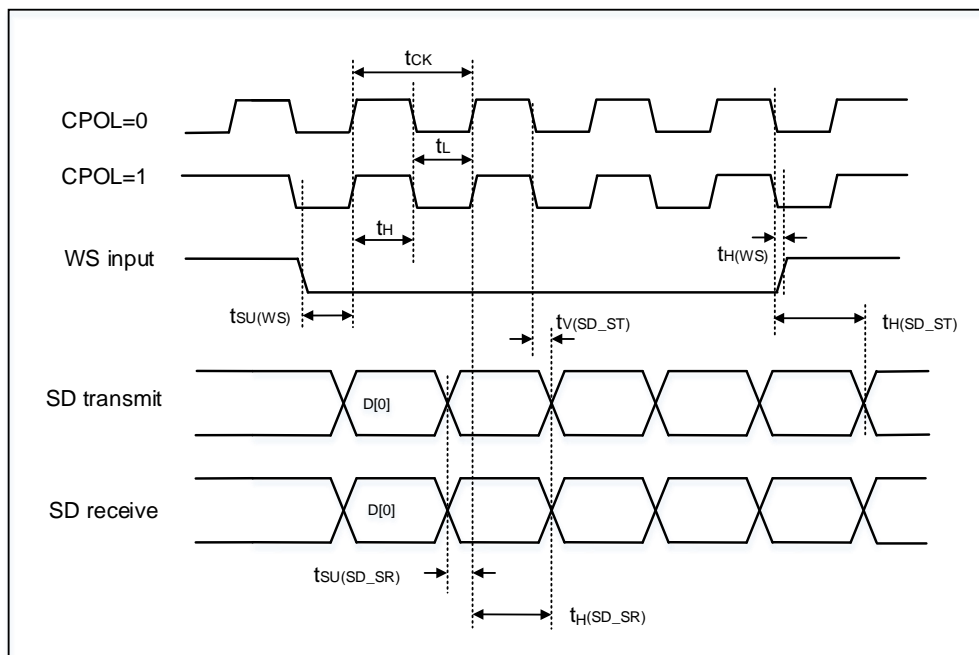 tCK
CPOL=0
tL
CPOL=1
tH
tH(WS)
WS input
tSU(WS)
tV(SD_ST)
tH(SD_ST)
SD transmit
D[0]
SD receive
D[0]
tSU(SD_SR)
tH(SD_SR)